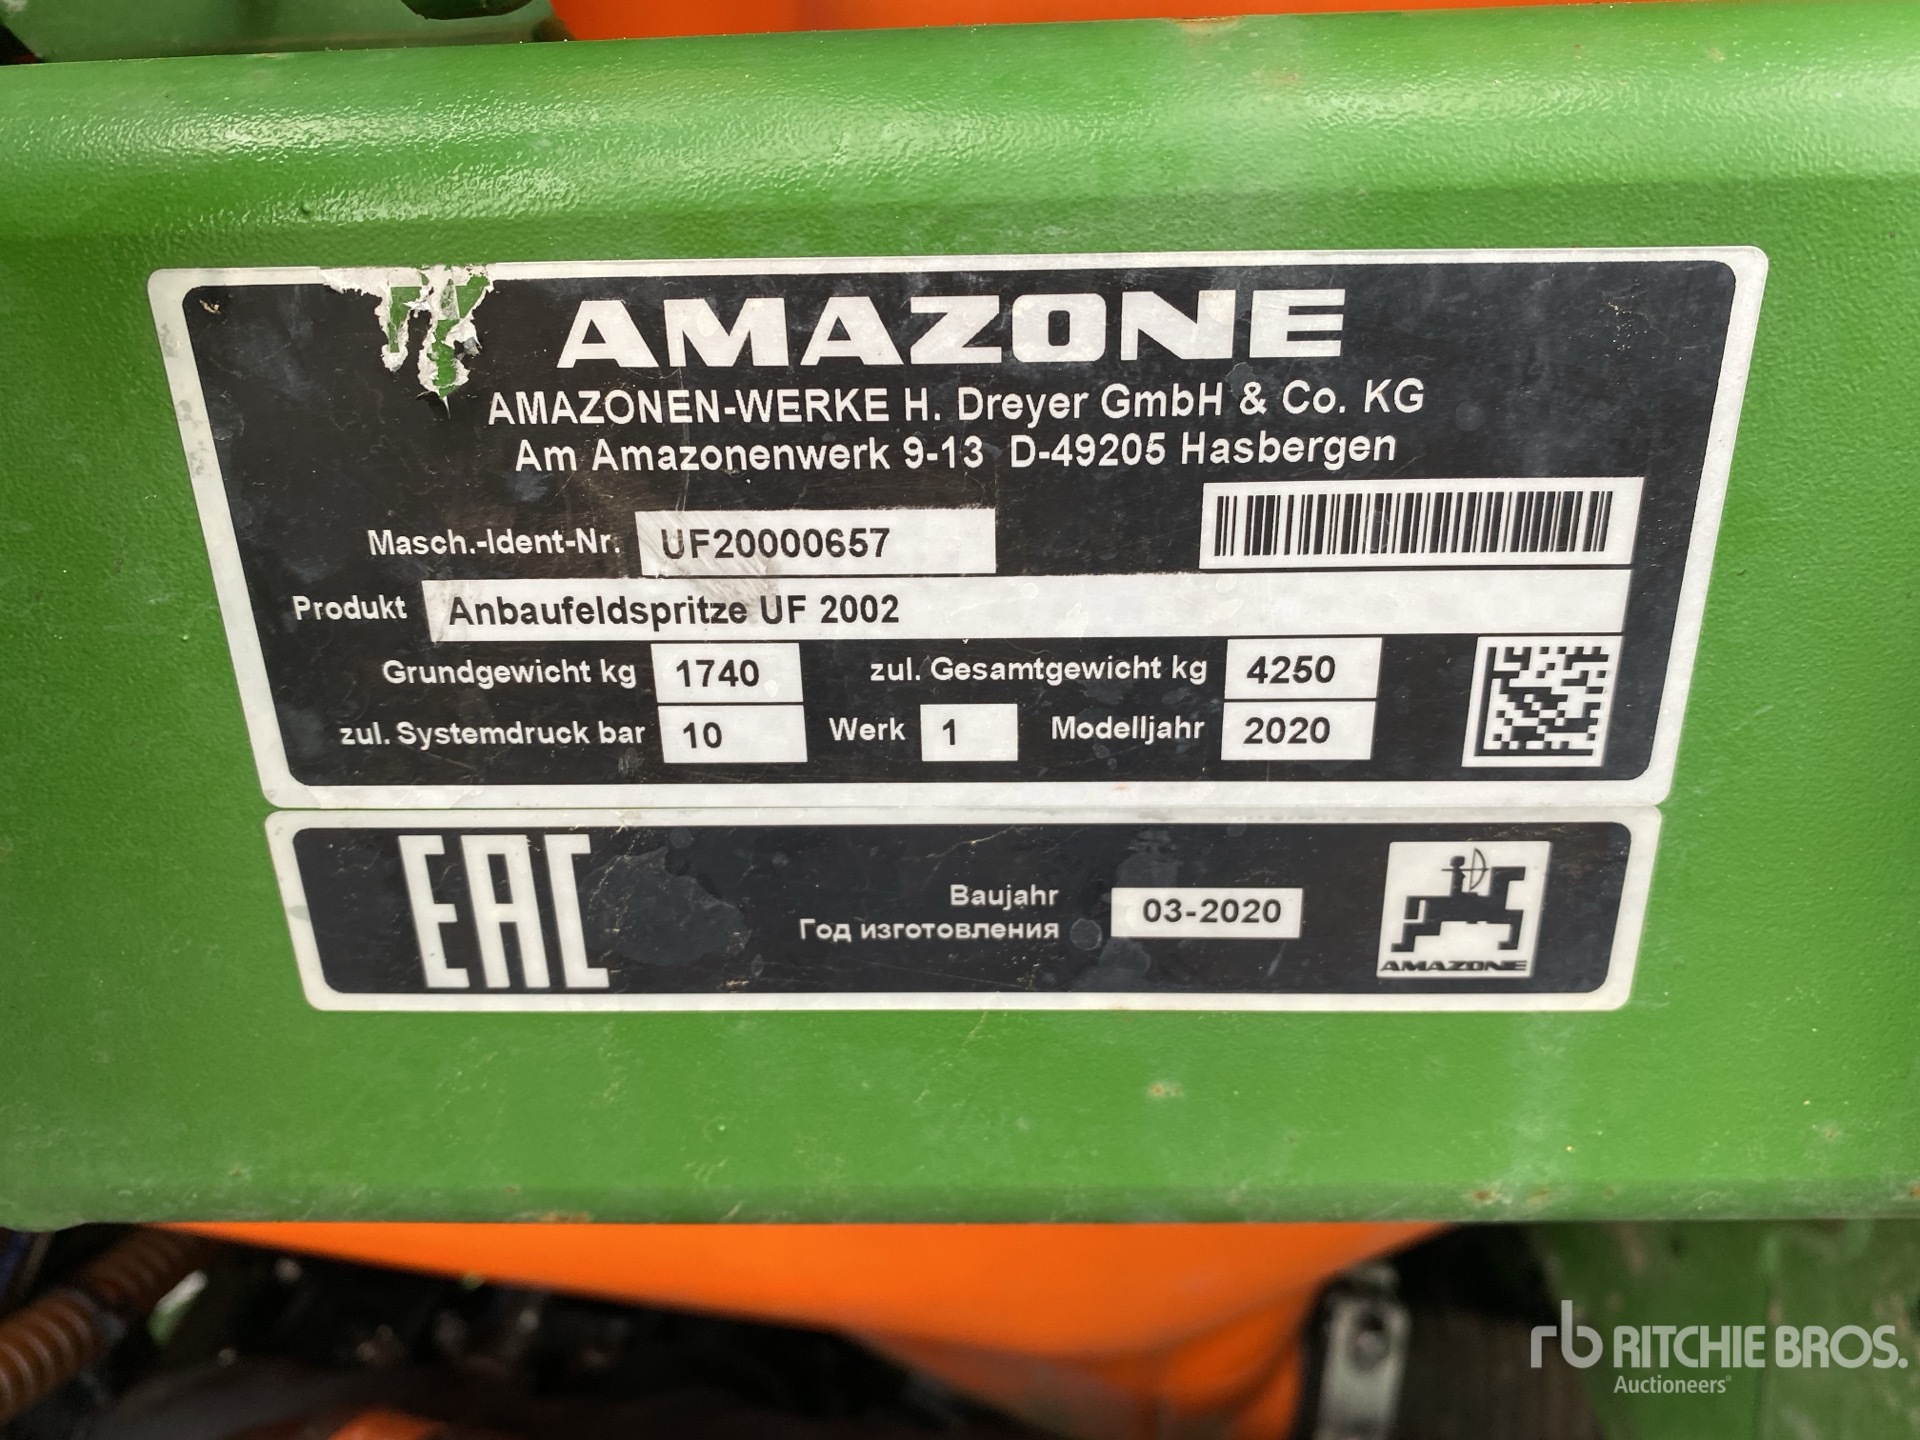 AMAZONE
AMAZONEN-WERKE H. Dreyer GmbH & Co. KG
Am Amazonenwerk 9-13 D-49205 Hasbergen
Masch.-Ident-Nr. UF20000657
Produkt Anbaufeldspritze UF 2002
Grundgewicht kg 1740 zul. Gesamtgewicht kg 4250
zul. Systemdruck bar 10 Werk 1 Modelljahr 2020
EAC
Baujahr
Год изготовления
03-2020
AMAZONE
rb RITCHIE BROS.
Auctioneers